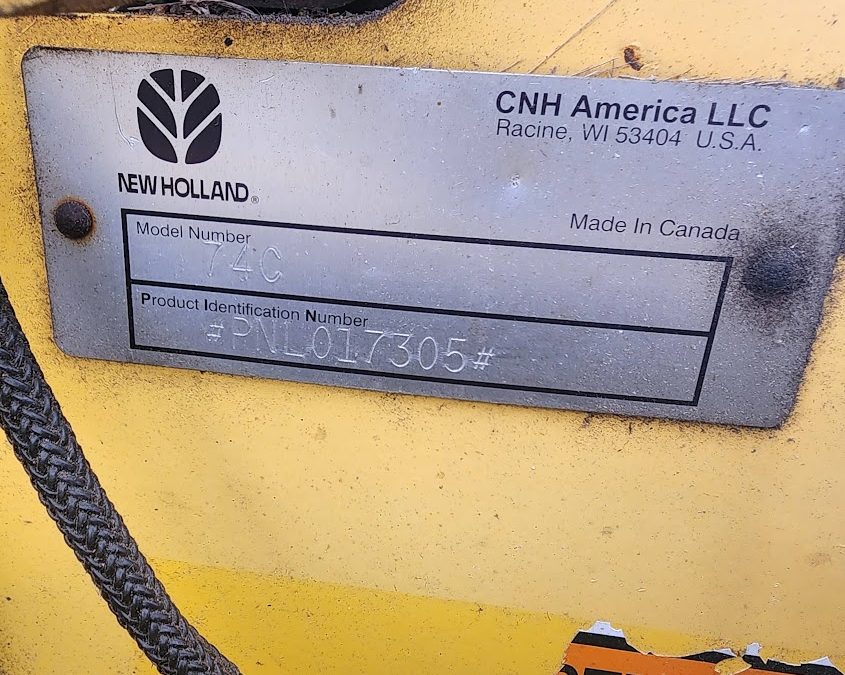 CNH America LLC
Racine, WI 53404 U.S.A.
NEW HOLLAND®
Made In Canada
Model Number
74C
Product Identification Number
#PNL017305#